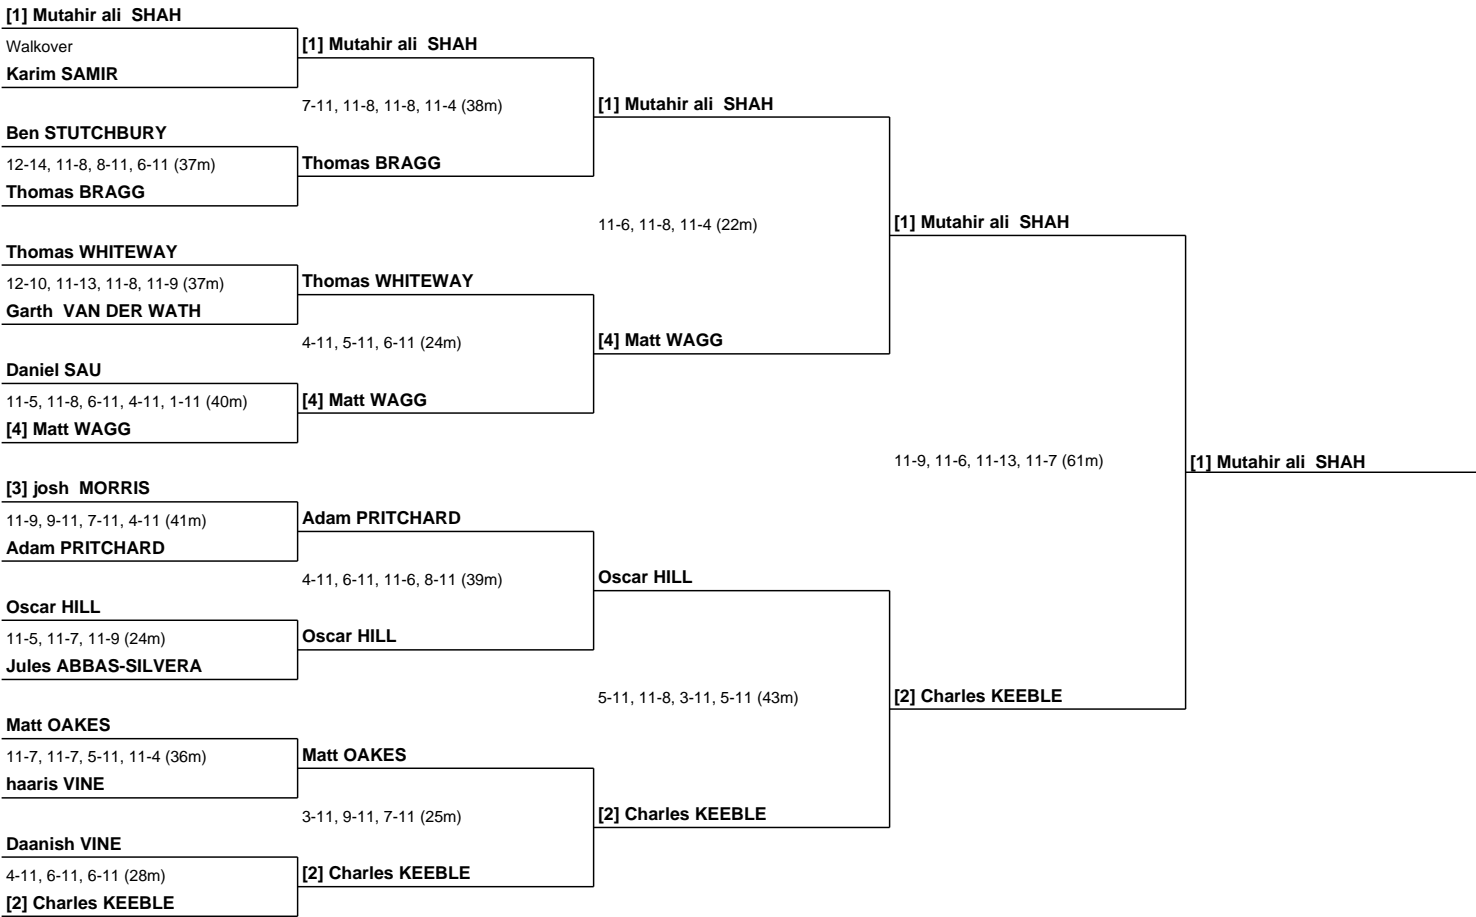 [1] Mutahir ali  SHAH
Walkover
Karim SAMIR
Ben STUTCHBURY
12-14, 11-8, 8-11, 6-11 (37m)
Thomas BRAGG
Thomas WHITEWAY
12-10, 11-13, 11-8, 11-9 (37m)
Garth  VAN DER WATH
Daniel SAU
11-5, 11-8, 6-11, 4-11, 1-11 (40m)
[4] Matt WAGG
[3] josh  MORRIS
11-9, 9-11, 7-11, 4-11 (41m)
Adam PRITCHARD
Oscar HILL
11-5, 11-7, 11-9 (24m)
Jules ABBAS-SILVERA
Matt OAKES
11-7, 11-7, 5-11, 11-4 (36m)
haaris VINE
Daanish VINE
4-11, 6-11, 6-11 (28m)
[2] Charles KEEBLE
[1] Mutahir ali  SHAH
7-11, 11-8, 11-8, 11-4 (38m)
Thomas BRAGG
Thomas WHITEWAY
4-11, 5-11, 6-11 (24m)
[4] Matt WAGG
Adam PRITCHARD
4-11, 6-11, 11-6, 8-11 (39m)
Oscar HILL
Matt OAKES
3-11, 9-11, 7-11 (25m)
[2] Charles KEEBLE
[1] Mutahir ali  SHAH
11-6, 11-8, 11-4 (22m)
[4] Matt WAGG
Oscar HILL
5-11, 11-8, 3-11, 5-11 (43m)
[2] Charles KEEBLE
[1] Mutahir ali  SHAH
11-9, 11-6, 11-13, 11-7 (61m)
[2] Charles KEEBLE
[1] Mutahir ali  SHAH